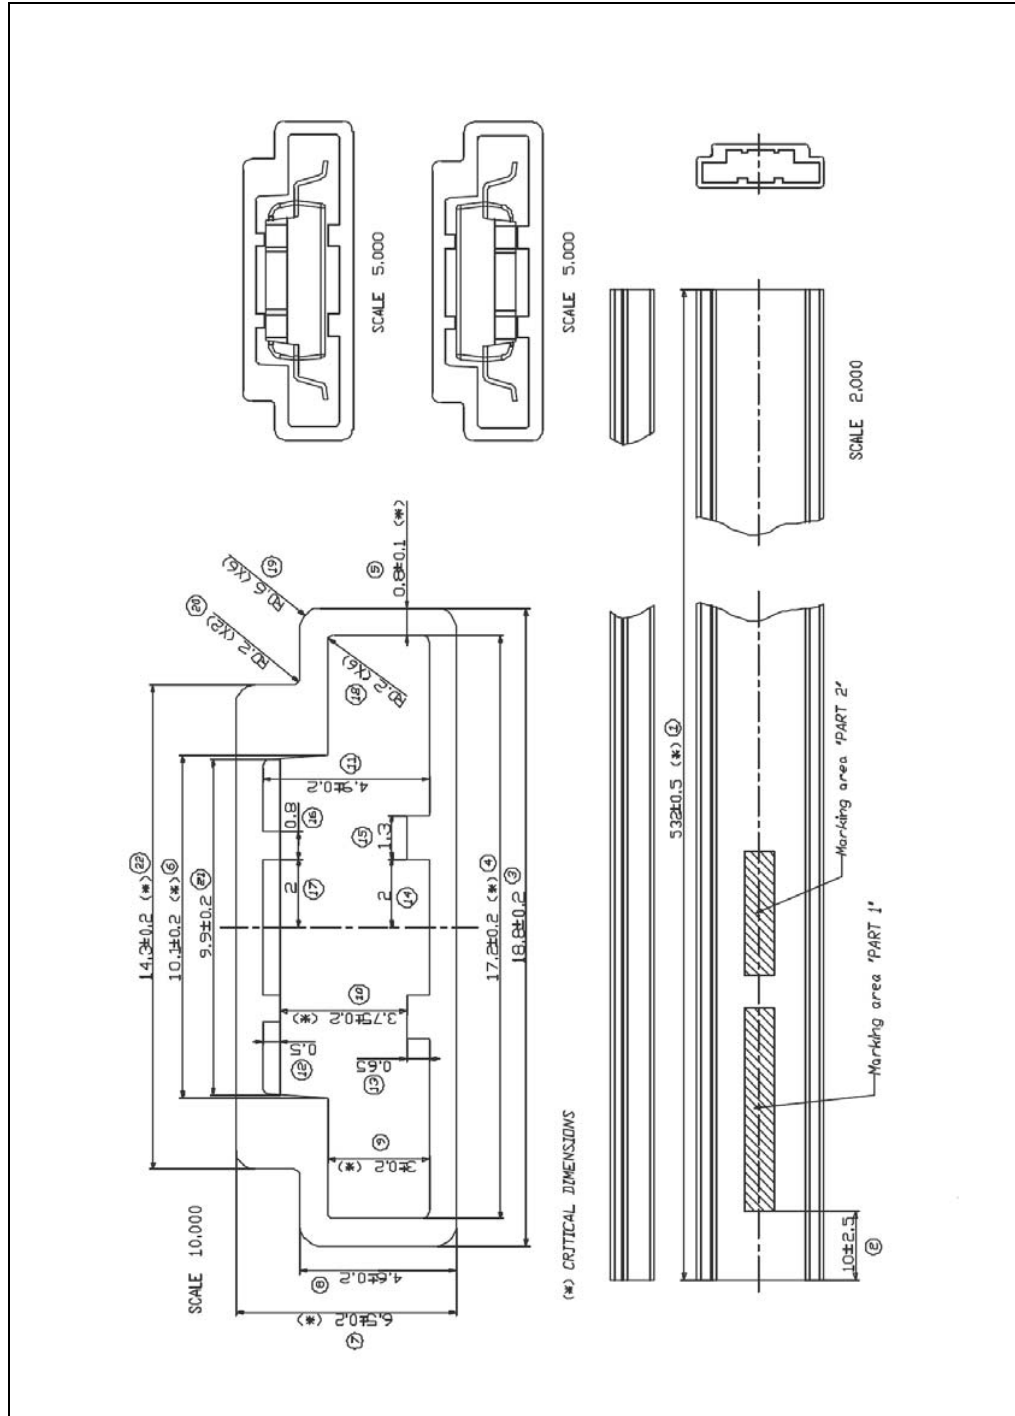 SCALE 5,000
SCALE 5,000
SCALE 2,000
SCALE 10,000
R0.6 (X6) 19
R0.2 (X2) 20
R0.2 (X6) 18
0.8±0.1 (*) 5
14.3±0.2 (*) 22
10.1±0.2 (*) 6
9.9±0.2 21
4.9±0.2 11
0.8 16
2 17
1.3 15
2 14
17.2±0.2 (*) 4
18.8±0.2 3
3.75±0.2 (*) 10
0.5 12
0.65 13
3±0.2 (*) 9
4.6±0.2 8
6.5±0.2 (*) 7
(*) CRITICAL DIMENSIONS
532±0.5 (*) 1
Marking area "PART 2"
Marking area "PART 1"
10±2.5 2